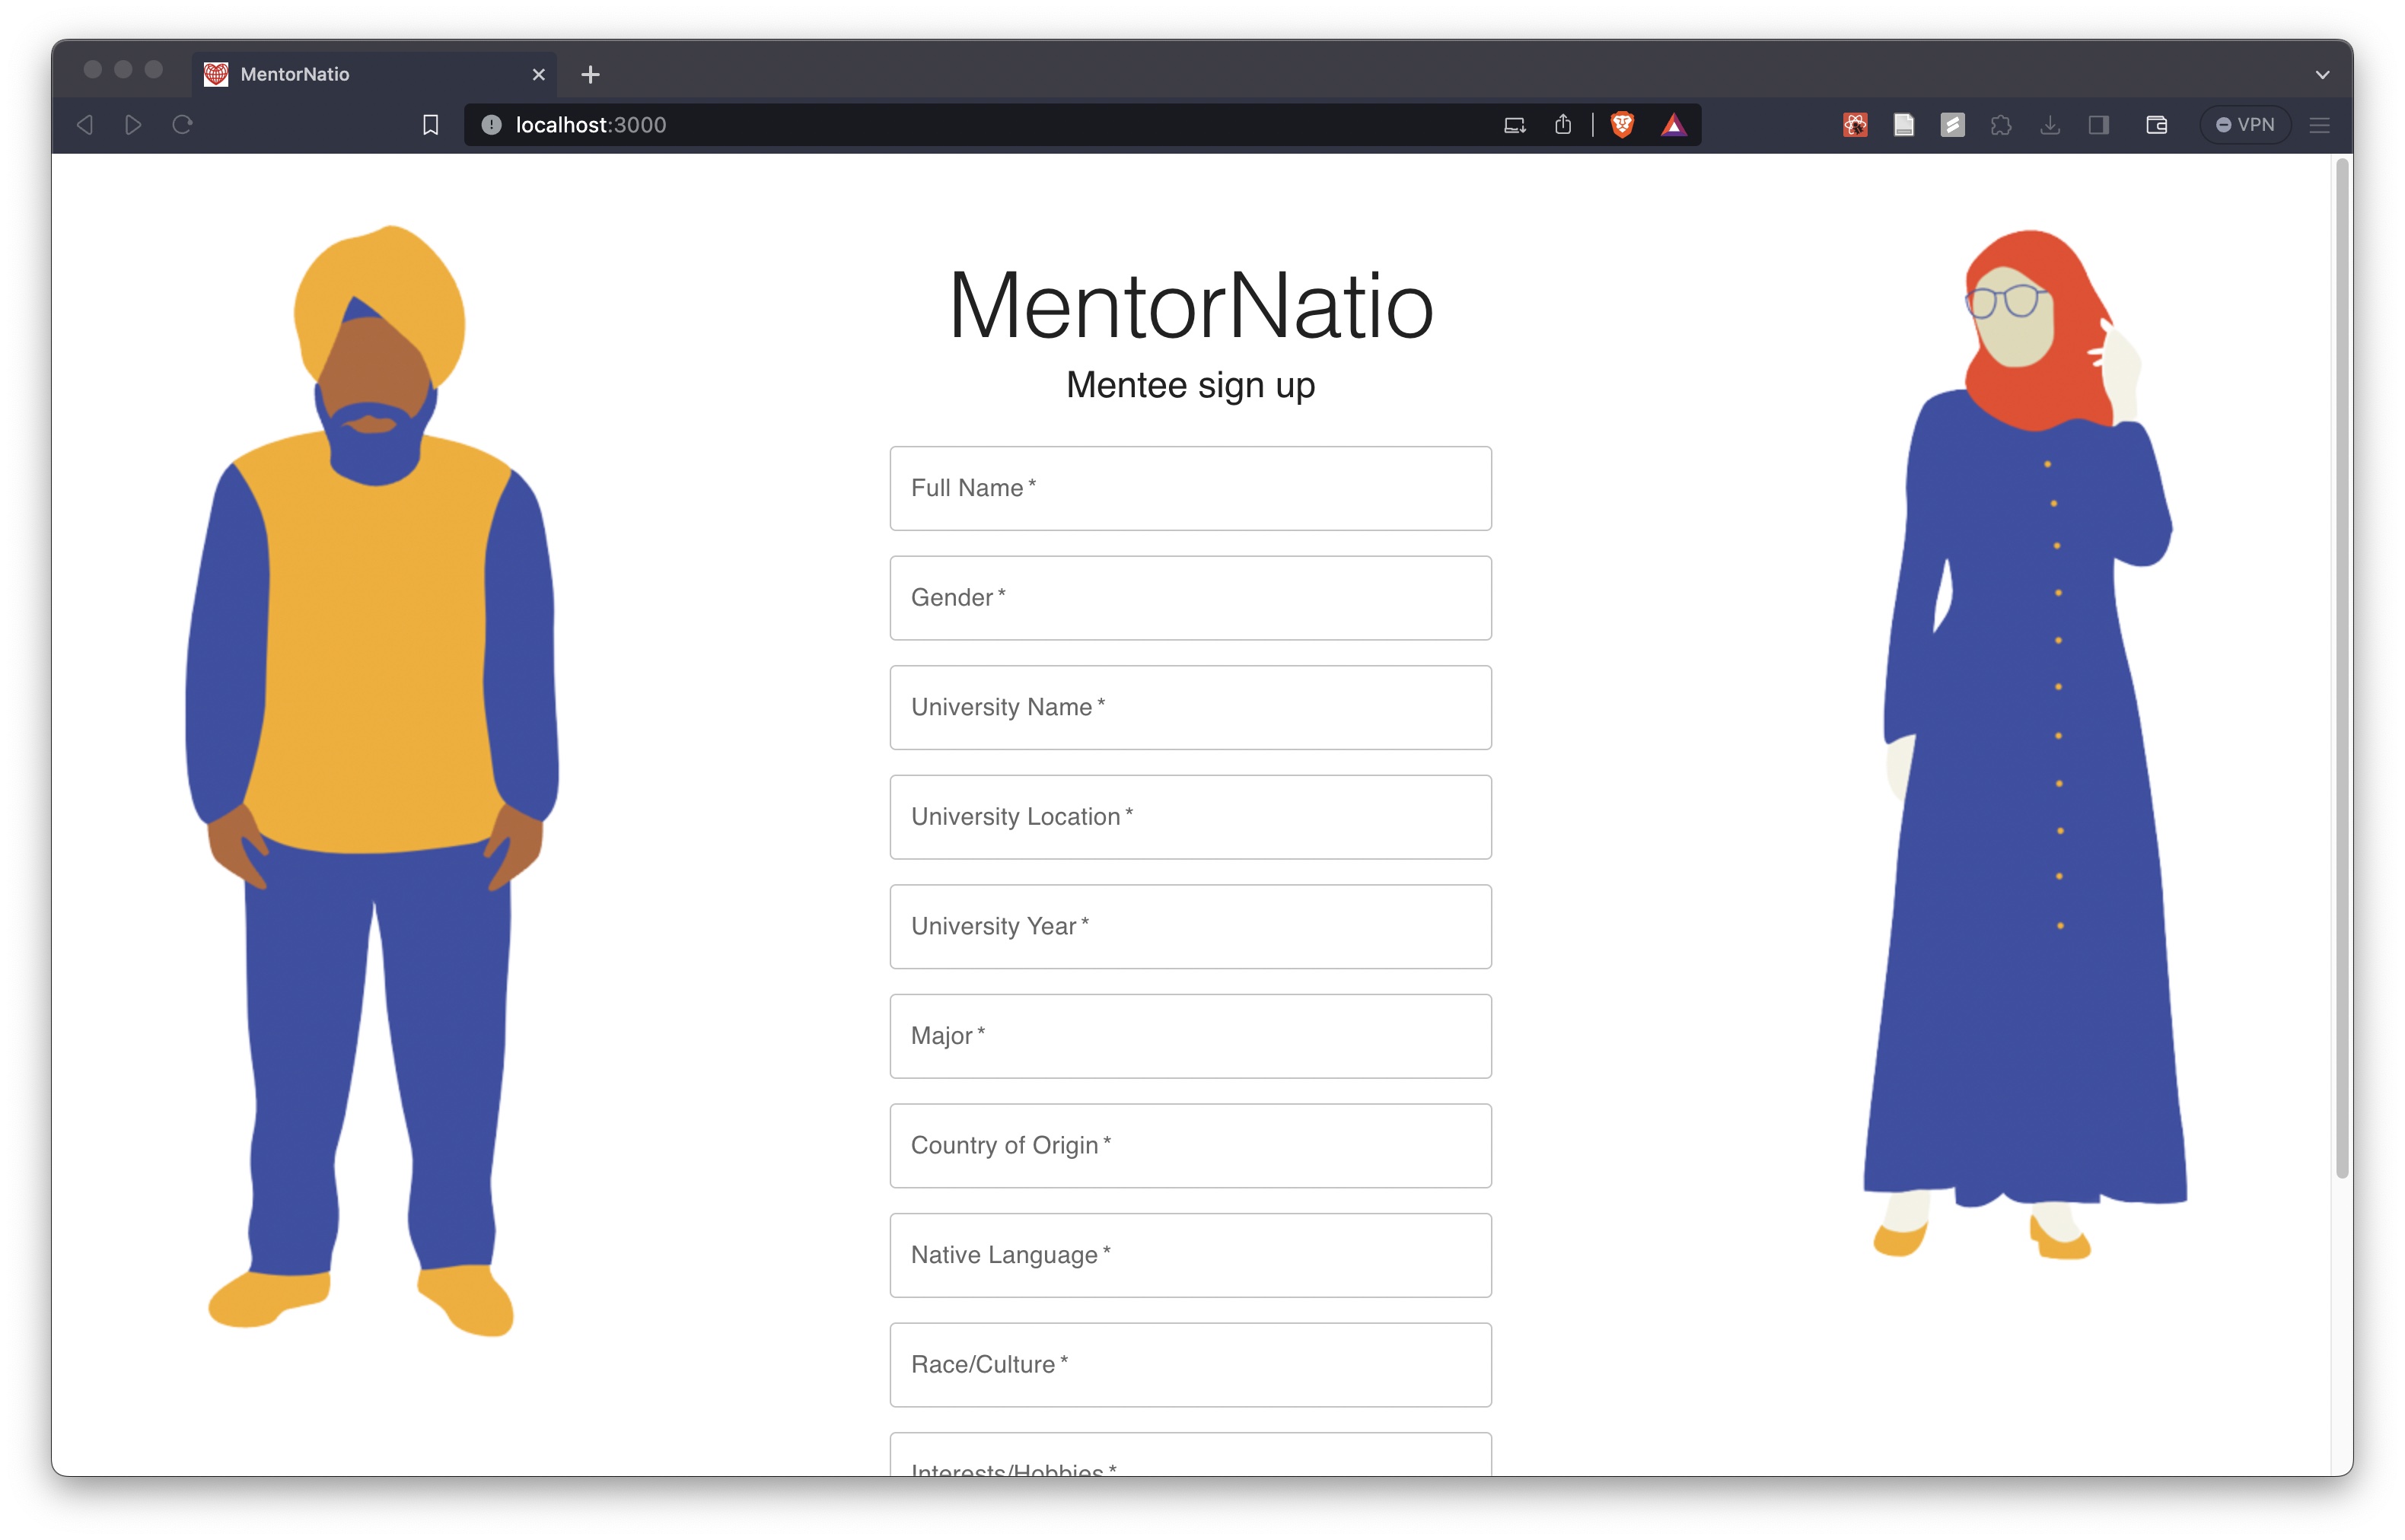 MentorNatio
localhost:3000
VPN
MentorNatio
Mentee sign up
Full Name *
Gender *
University Name *
University Location *
University Year *
Major *
Country of Origin *
Native Language *
Race/Culture *
Interests/Hobbies *